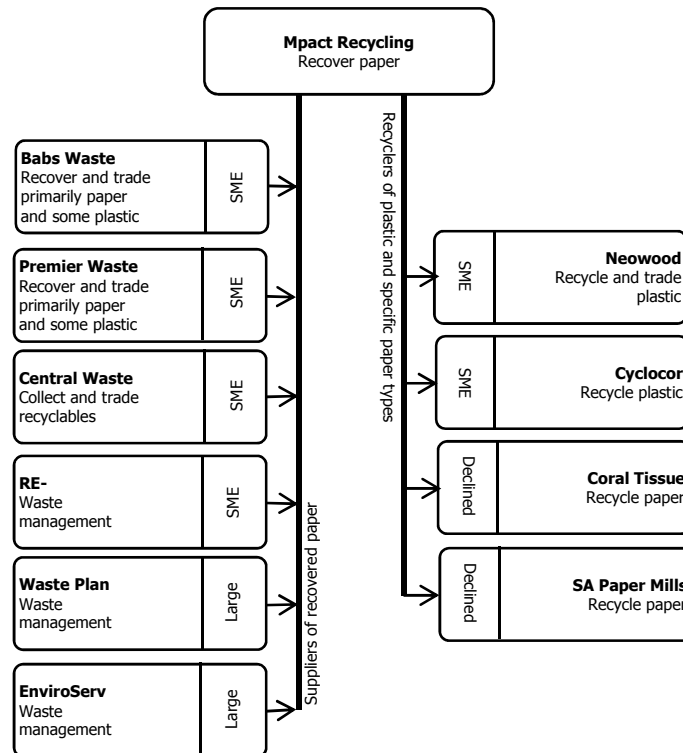 Mpact Recycling
Recover paper
Babs Waste
Recover and trade
primarily paper
and some plastic
SME
Premier Waste
Recover and trade
primarily paper
and some plastic
SME
Central Waste
Collect and trade
recyclables
SME
RE-
Waste
management
SME
Waste Plan
Waste
management
Large
EnviroServ
Waste
management
Large
Suppliers of recovered paper
Recyclers of plastic and specific paper types
SME
Neowood
Recycle and trade
plastic
SME
Cyclocor
Recycle plastic
Declined
Coral Tissue
Recycle paper
Declined
SA Paper Mills
Recycle paper